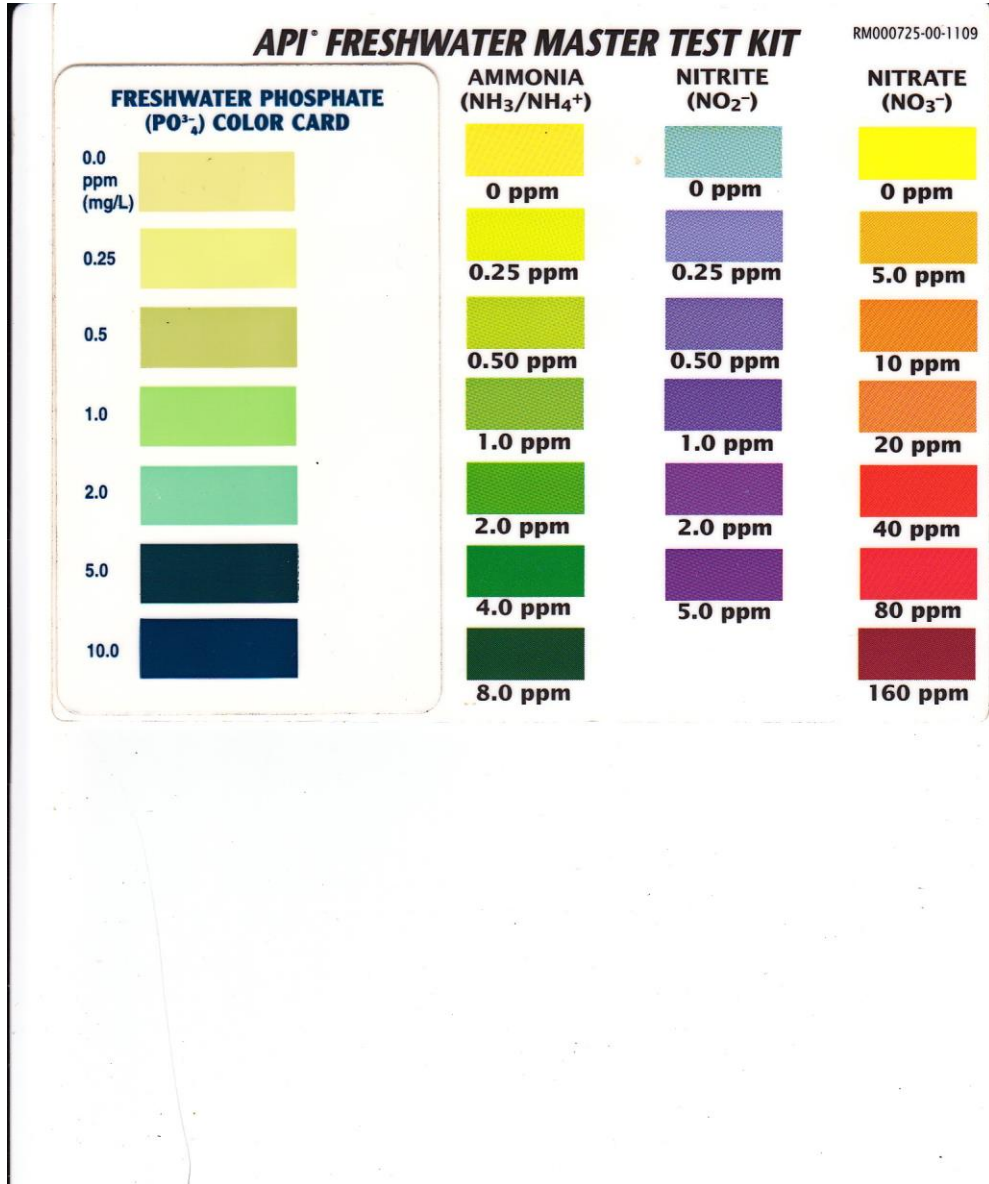 API® FRESHWATER MASTER TEST KIT
RM000725-00-1109
FRESHWATER PHOSPHATE
(PO³⁻₄) COLOR CARD
0.0
ppm
(mg/L)
0.25
0.5
1.0
2.0
5.0
10.0
AMMONIA
(NH₃/NH₄⁺)
0 ppm
0.25 ppm
0.50 ppm
1.0 ppm
2.0 ppm
4.0 ppm
8.0 ppm
NITRITE
(NO₂⁻)
0 ppm
0.25 ppm
0.50 ppm
1.0 ppm
2.0 ppm
5.0 ppm
NITRATE
(NO₃⁻)
0 ppm
5.0 ppm
10 ppm
20 ppm
40 ppm
80 ppm
160 ppm